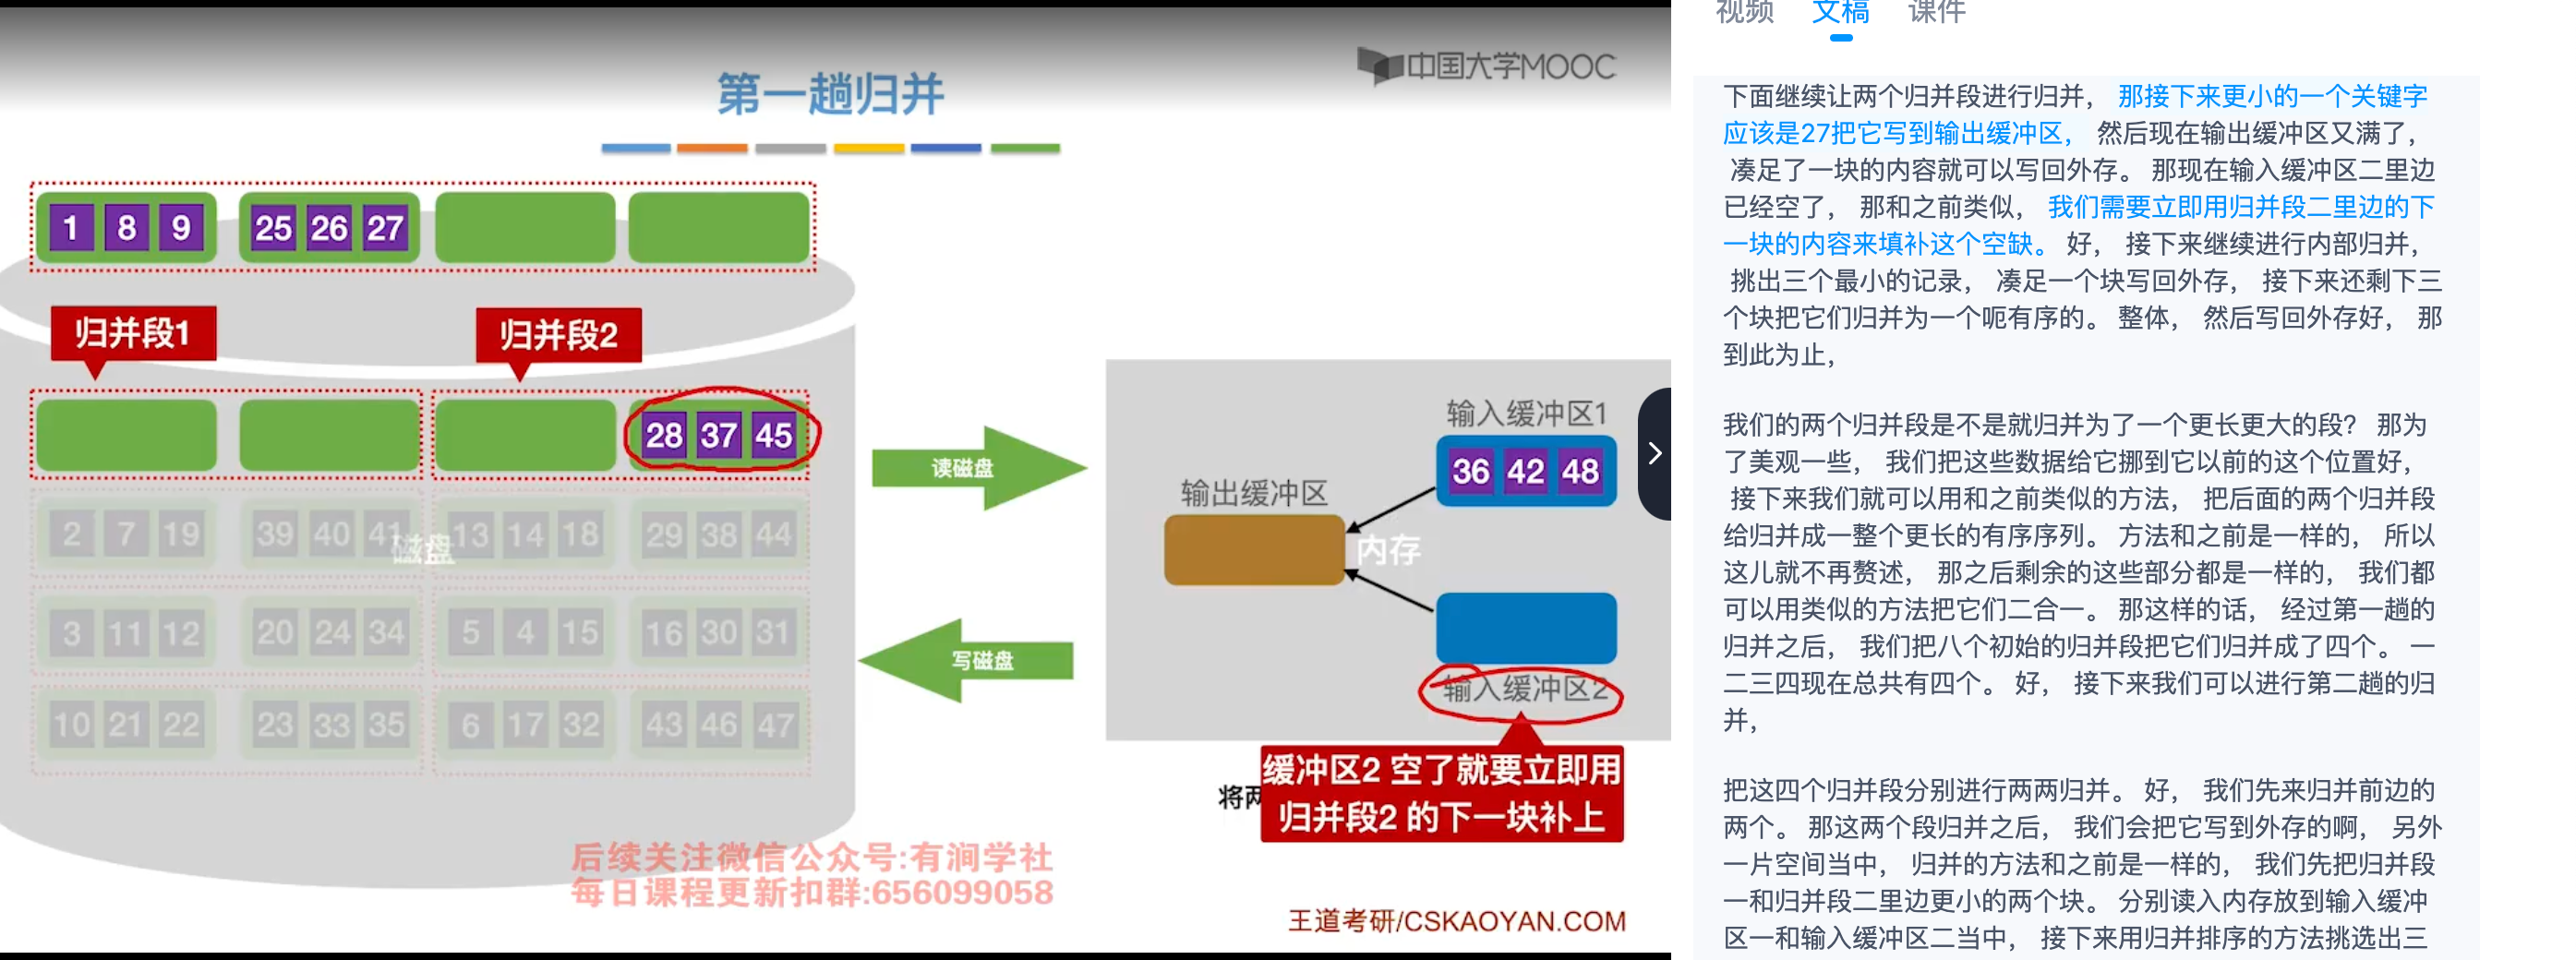 中国大学MOOC
第一趟归并
1 8 9 25 26 27
归并段1 归并段2
28 37 45
2 7 19 39 40 41 13 14 18 29 38 44
磁盘
3 11 12 20 24 34 5 4 15 16 30 31
10 21 22 23 33 35 6 17 32 43 46 47
读磁盘
写磁盘
输入缓冲区1
36 42 48
输出缓冲区
内存
输入缓冲区2
缓冲区2 空了就要立即用
归并段2 的下一块补上
将两
后续关注微信公众号:有涧学社
每日课程更新扣群:656099058
王道考研/CSKAOYAN.COM
视频 文稿 课件
下面继续让两个归并段进行归并， 那接下来更小的一个关键字
应该是27把它写到输出缓冲区， 然后现在输出缓冲区又满了，
凑足了一块的内容就可以写回外存。 那现在输入缓冲区二里边
已经空了， 那和之前类似， 我们需要立即用归并段二里边的下
一块的内容来填补这个空缺。 好， 接下来继续进行内部归并，
挑出三个最小的记录， 凑足一个块写回外存， 接下来还剩下三
个块把它们归并为一个呃有序的。 整体， 然后写回外存好， 那
到此为止，
我们的两个归并段是不是就归并为了一个更长更大的段？ 那为
了美观一些， 我们把这些数据给它挪到它以前的这个位置好，
接下来我们就可以用和之前类似的方法， 把后面的两个归并段
给归并成一整个更长的有序序列。 方法和之前是一样的， 所以
这儿就不再赘述， 那之后剩余的这些部分都是一样的， 我们都
可以用类似的方法把它们二合一。 那这样的话， 经过第一趟的
归并之后， 我们把八个初始的归并段把它们归并成了四个。 一
二三四现在总共有四个。 好， 接下来我们可以进行第二趟的归
并，
把这四个归并段分别进行两两归并。 好， 我们先来归并前边的
两个。 那这两个段归并之后， 我们会把它写到外存的啊， 另外
一片空间当中， 归并的方法和之前是一样的， 我们先把归并段
一和归并段二里边更小的两个块。 分别读入内存放到输入缓冲
区一和输入缓冲区二当中， 接下来用归并排序的方法挑选出三